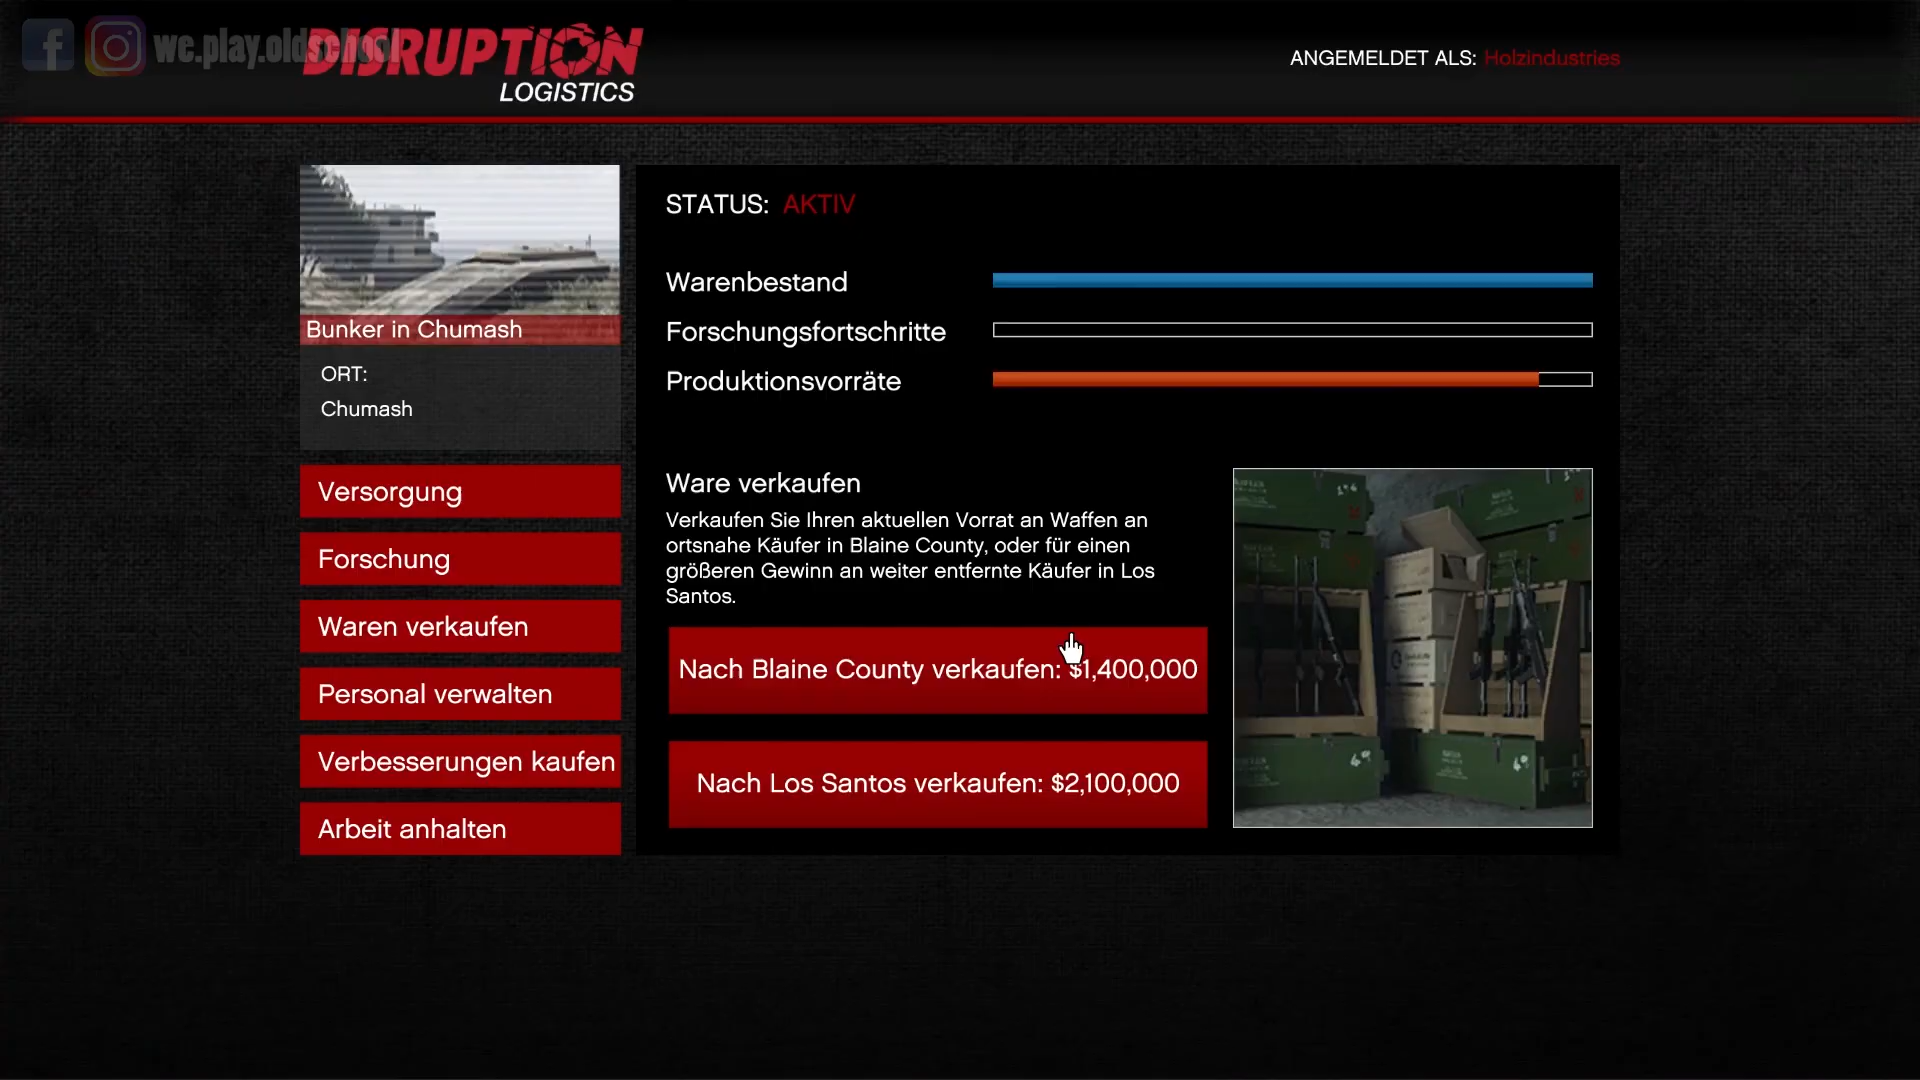 we.play.oldschool
DISRUPTION
LOGISTICS
ANGEMELDET ALS: Holzindustries
Bunker in Chumash
ORT:
Chumash
Versorgung
Forschung
Waren verkaufen
Personal verwalten
Verbesserungen kaufen
Arbeit anhalten
STATUS: AKTIV
Warenbestand
Forschungsfortschritte
Produktionsvorräte
Ware verkaufen
Verkaufen Sie Ihren aktuellen Vorrat an Waffen an
ortsnahe Käufer in Blaine County, oder für einen
größeren Gewinn an weiter entfernte Käufer in Los
Santos.
Nach Blaine County verkaufen: $1,400,000
Nach Los Santos verkaufen: $2,100,000